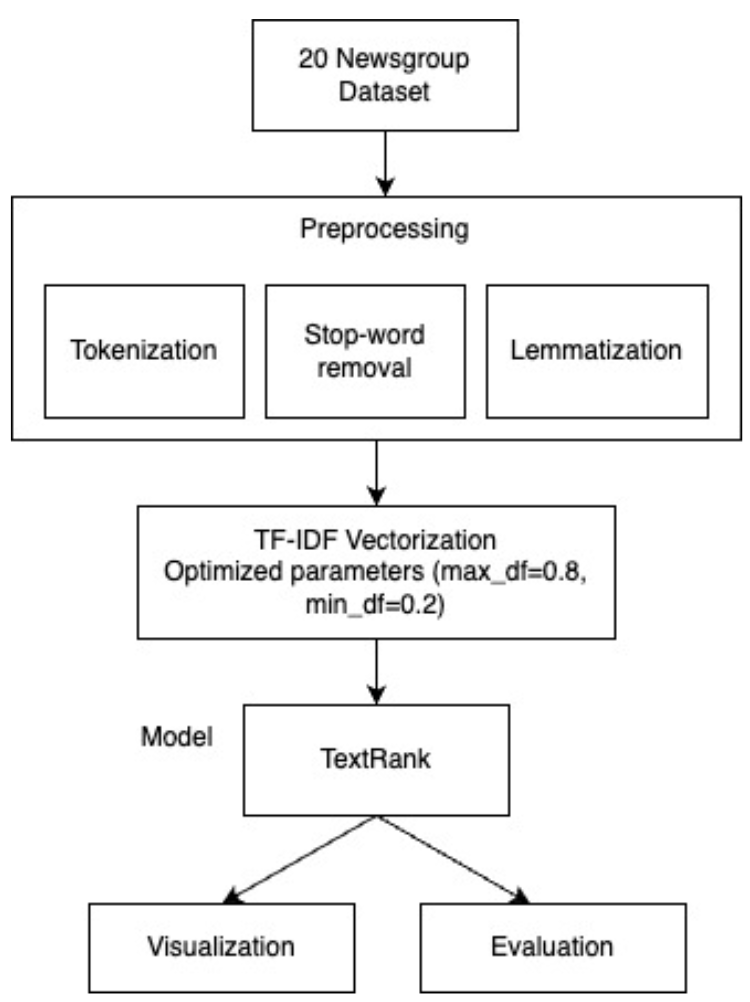 20 Newsgroup
Dataset
Preprocessing
Tokenization
Stop-word
removal
Lemmatization
TF-IDF Vectorization
Optimized parameters (max_df=0.8,
min_df=0.2)
Model
TextRank
Visualization
Evaluation